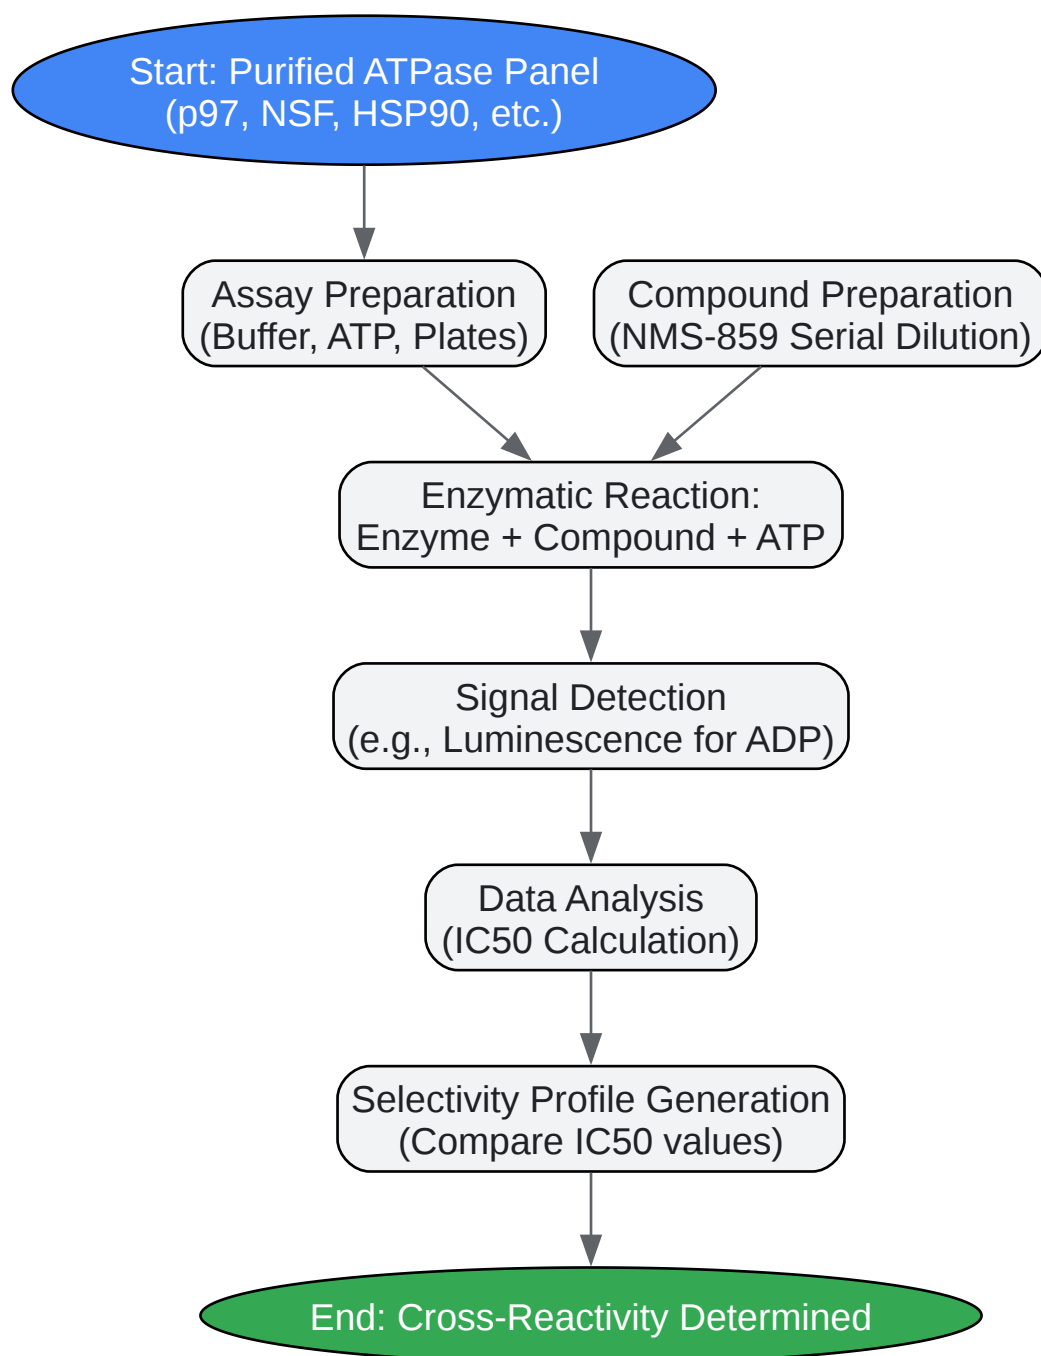 Start: Purified ATPase Panel
(p97, NSF, HSP90, etc.)
Assay Preparation
(Buffer, ATP, Plates)
Compound Preparation
(NMS-859 Serial Dilution)
Enzymatic Reaction:
Enzyme + Compound + ATP
Signal Detection
(e.g., Luminescence for ADP)
Data Analysis
(IC50 Calculation)
Selectivity Profile Generation
(Compare IC50 values)
End: Cross-Reactivity Determined